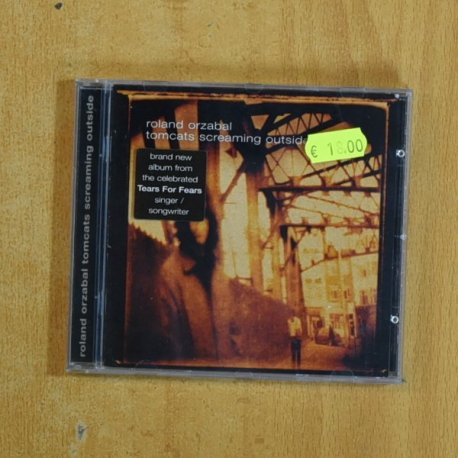 roland orzabal tomcats screaming outside
roland orzabal
tomcats screaming outside
brand new
album from
the celebrated
Tears For Fears
singer /
songwriter
€ 18.00